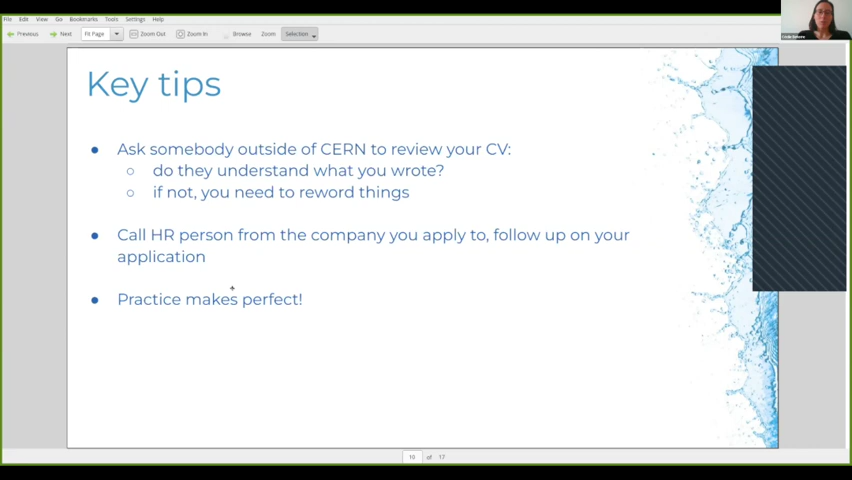 File Edit View Go Bookmarks Tools Settings Help
Previous Next Fit Page Zoom Out Zoom In Browse Zoom Selection
Key tips
● Ask somebody outside of CERN to review your CV:
○ do they understand what you wrote?
○ if not, you need to reword things
● Call HR person from the company you apply to, follow up on your
application
● Practice makes perfect!
10 of 17